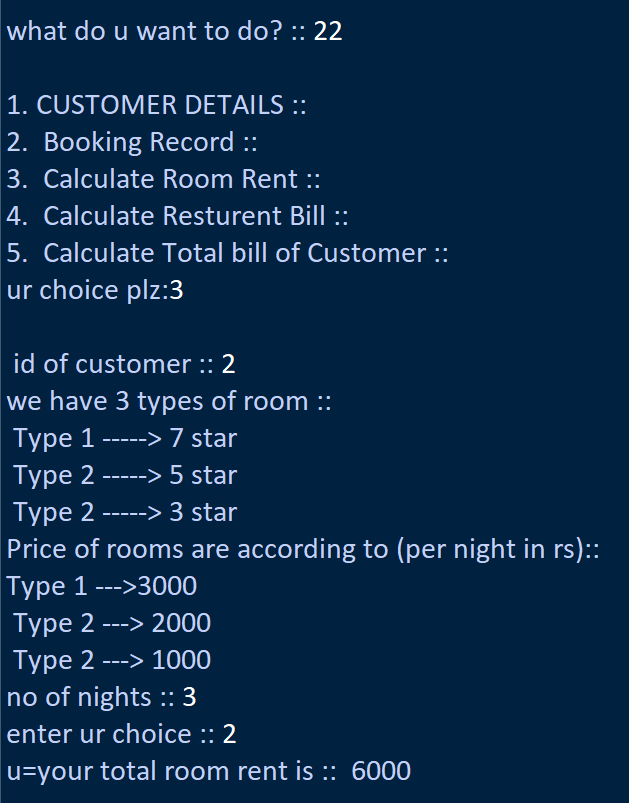 what do u want to do? :: 22
1. CUSTOMER DETAILS ::
2.  Booking Record ::
3.  Calculate Room Rent ::
4.  Calculate Resturent Bill ::
5.  Calculate Total bill of Customer ::
ur choice plz:3
id of customer :: 2
we have 3 types of room ::
Type 1 -----> 7 star
Type 2 -----> 5 star
Type 2 -----> 3 star
Price of rooms are according to (per night in rs)::
Type 1 --->3000
Type 2 ---> 2000
Type 2 ---> 1000
no of nights :: 3
enter ur choice :: 2
u=your total room rent is ::  6000